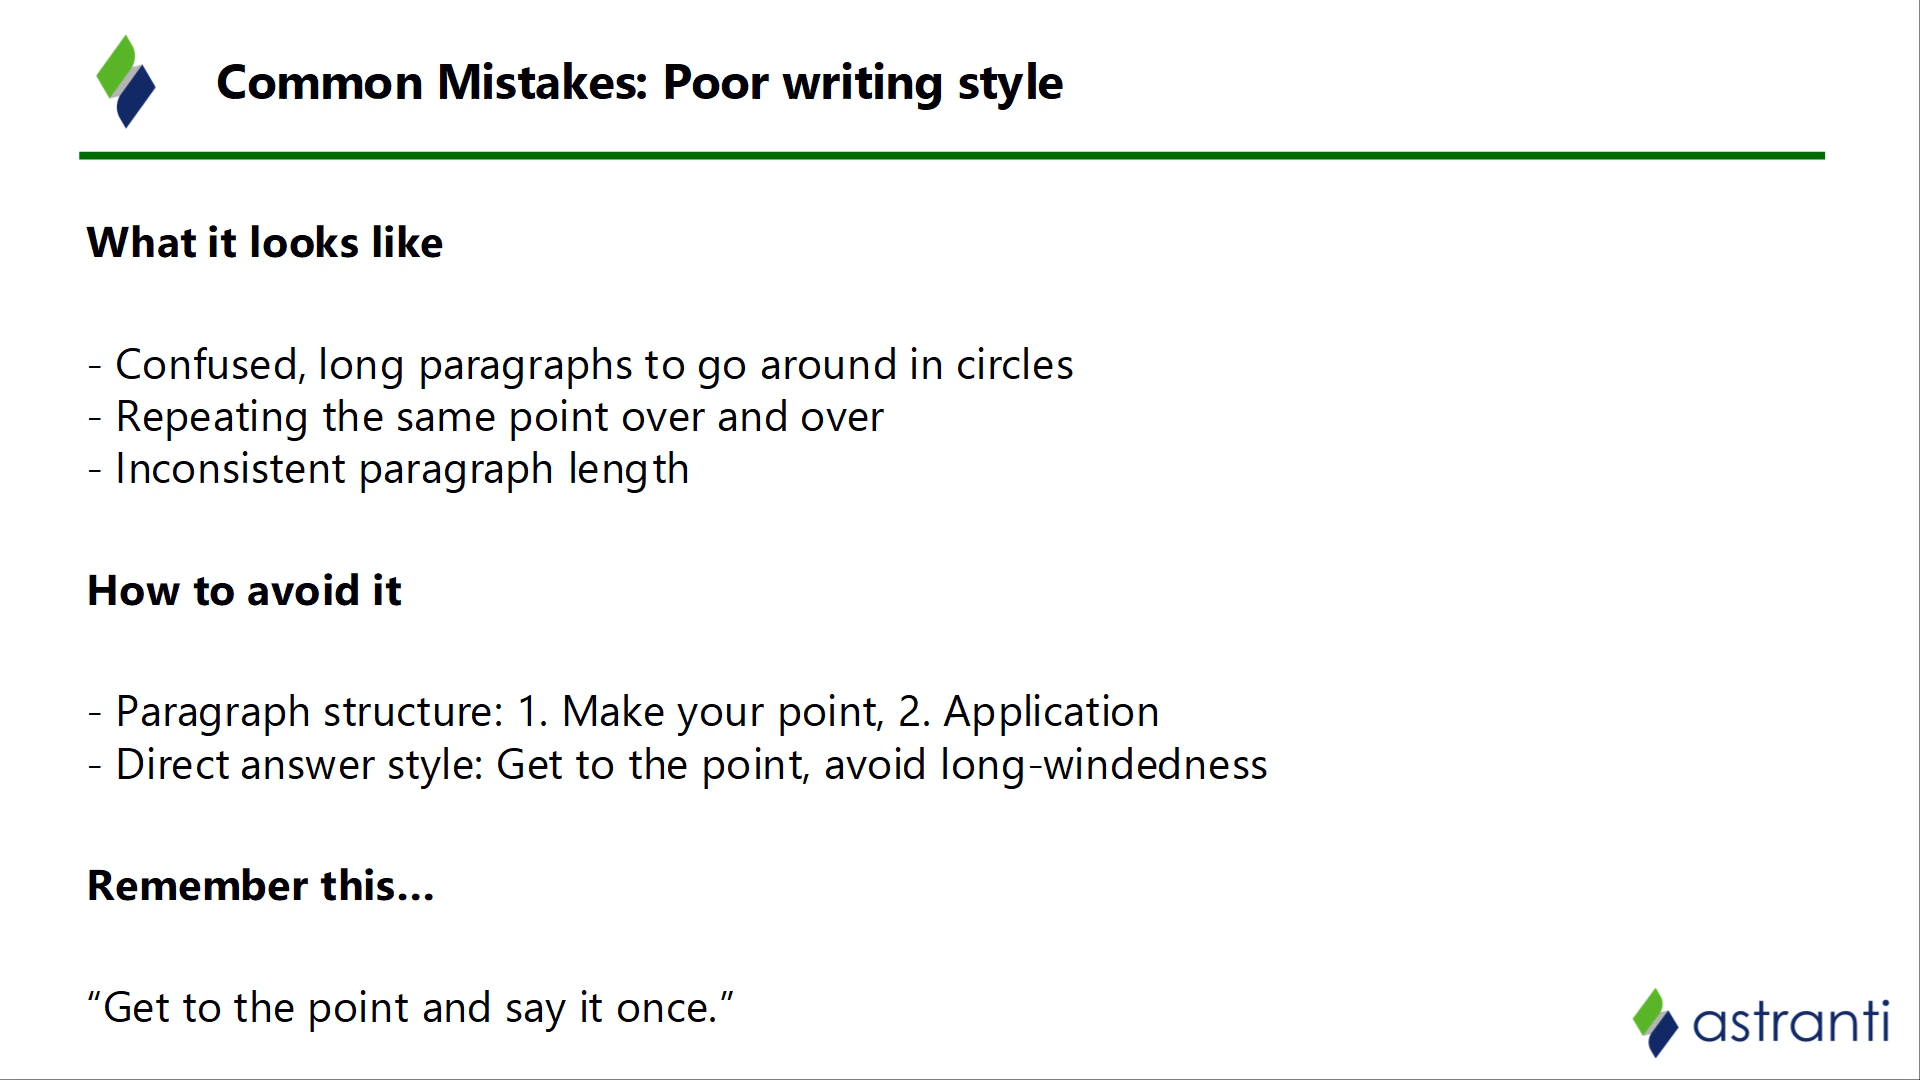 Common Mistakes: Poor writing style
What it looks like
- Confused, long paragraphs to go around in circles
- Repeating the same point over and over
- Inconsistent paragraph length
How to avoid it
- Paragraph structure: 1. Make your point, 2. Application
- Direct answer style: Get to the point, avoid long-windedness
Remember this…
“Get to the point and say it once.”
astranti